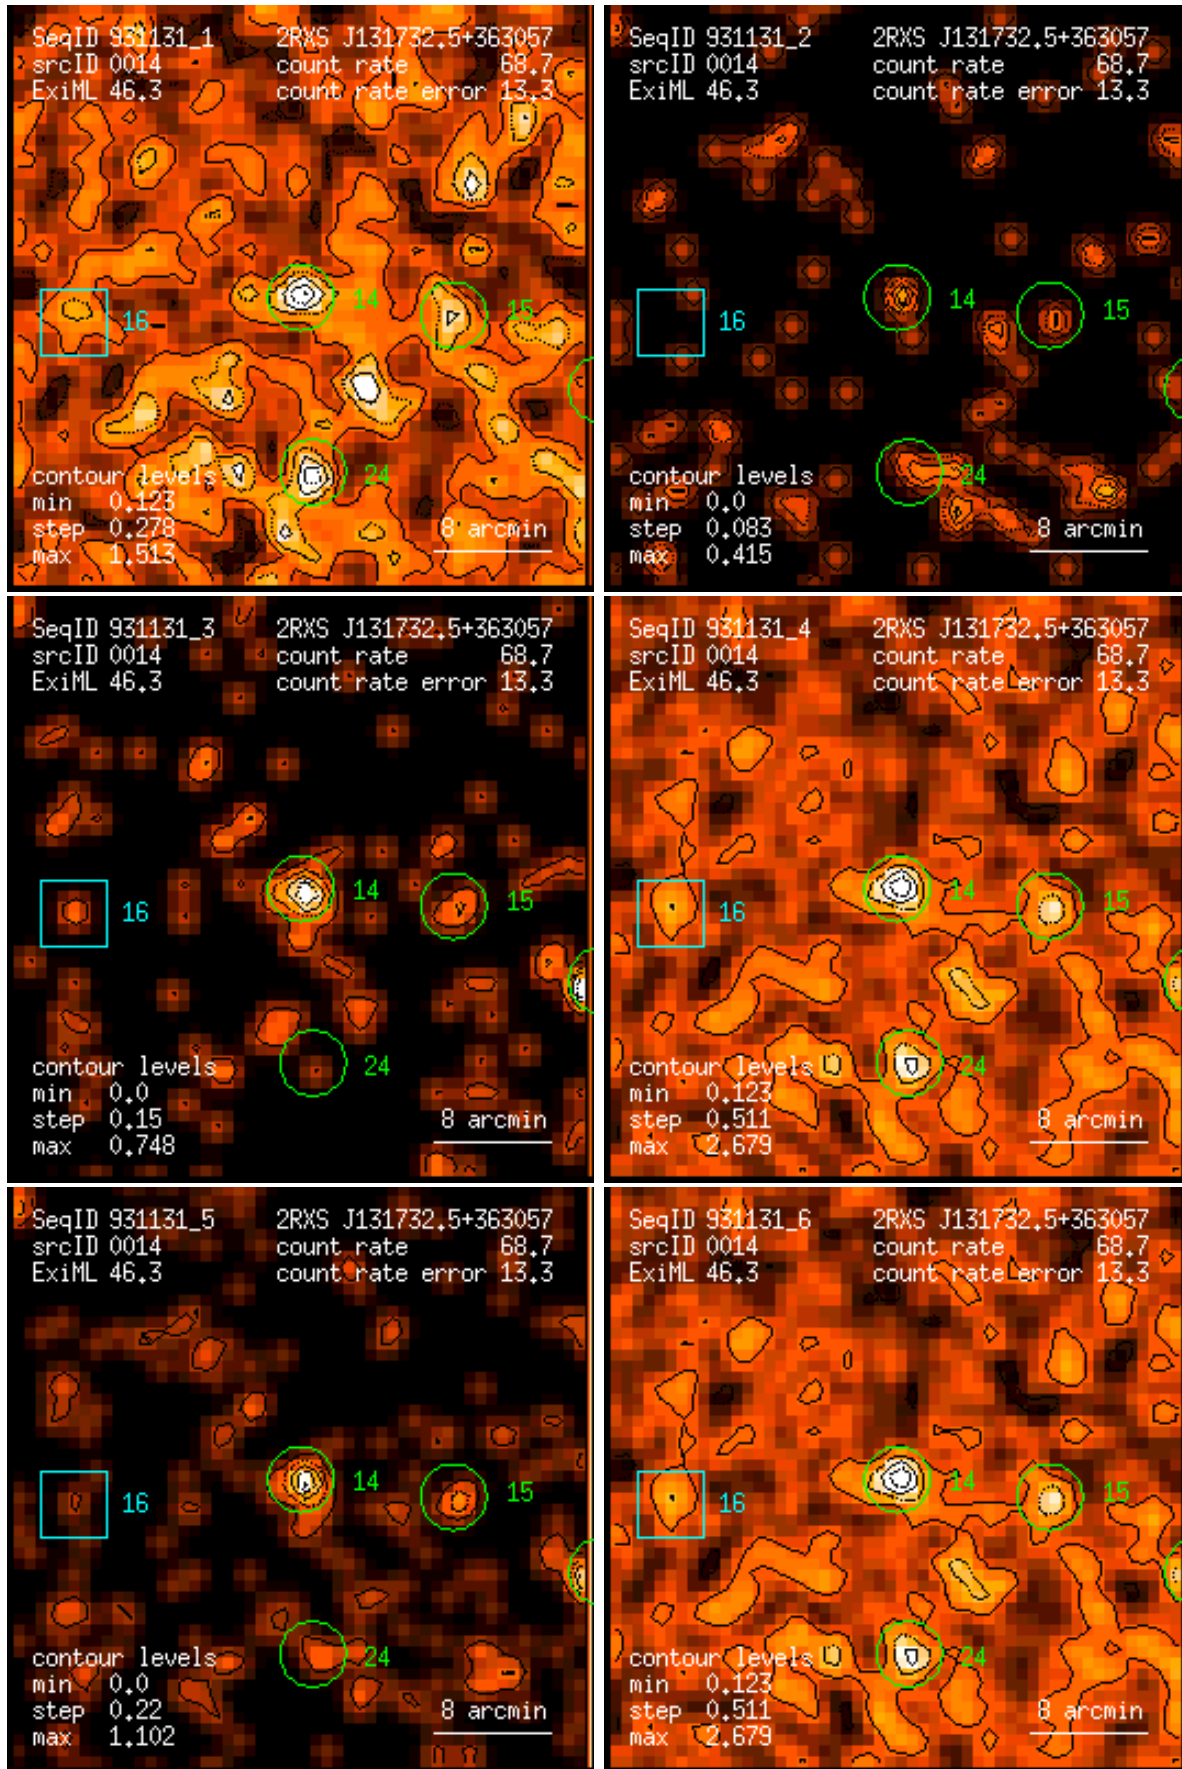 SeqID 931131_1 2RXS J131732.5+363057
srcID 0014 count rate 68.7
ExiML 46.3 count rate error 13.3
14
15
16
24
contour levels
min 0.123
step 0.278
max 1.513
8 arcmin
SeqID 931131_2 2RXS J131732.5+363057
srcID 0014 count rate 68.7
ExiML 46.3 count rate error 13.3
14
15
16
24
contour levels
min 0.0
step 0.083
max 0.415
8 arcmin
SeqID 931131_3 2RXS J131732.5+363057
srcID 0014 count rate 68.7
ExiML 46.3 count rate error 13.3
14
15
16
24
contour levels
min 0.0
step 0.15
max 0.748
8 arcmin
SeqID 931131_4 2RXS J131732.5+363057
srcID 0014 count rate 68.7
ExiML 46.3 count rate error 13.3
14
15
16
24
contour levels
min 0.123
step 0.511
max 2.679
8 arcmin
SeqID 931131_5 2RXS J131732.5+363057
srcID 0014 count rate 68.7
ExiML 46.3 count rate error 13.3
14
15
16
24
contour levels
min 0.0
step 0.22
max 1.102
8 arcmin
SeqID 931131_6 2RXS J131732.5+363057
srcID 0014 count rate 68.7
ExiML 46.3 count rate error 13.3
14
15
16
24
contour levels
min 0.123
step 0.511
max 2.679
8 arcmin